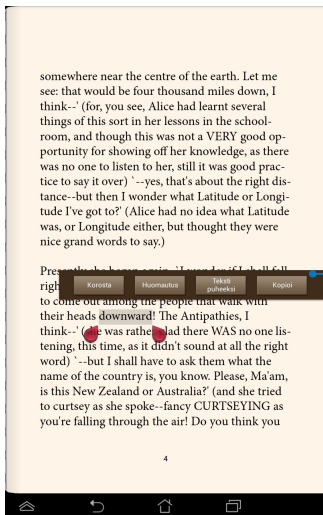 somewhere near the centre of the earth. Let me
see: that would be four thousand miles down, I
think--' (for, you see, Alice had learnt several
things of this sort in her lessons in the school-
room, and though this was not a VERY good op-
portunity for showing off her knowledge, as there
was no one to listen to her, still it was good prac-
tice to say it over) `--yes, that's about the right dis-
tance--but then I wonder what Latitude or Longi-
tude I've got to?' (Alice had no idea what Latitude
was, or Longitude either, but thought they were
nice grand words to say.)
Presently she began again. `I wonder if I shall fall
righ
Korosta
Huomautus
Teksti
puheeksi
Kopioi
to come out among the people that walk with
their heads downward! The Antipathies, I
think--' (she was rather glad there WAS no one lis-
tening, this time, as it didn't sound at all the right
word) `--but I shall have to ask them what the
name of the country is, you know. Please, Ma'am,
is this New Zealand or Australia?' (and she tried
to curtsey as she spoke--fancy CURTSEYING as
you're falling through the air! Do you think you
4